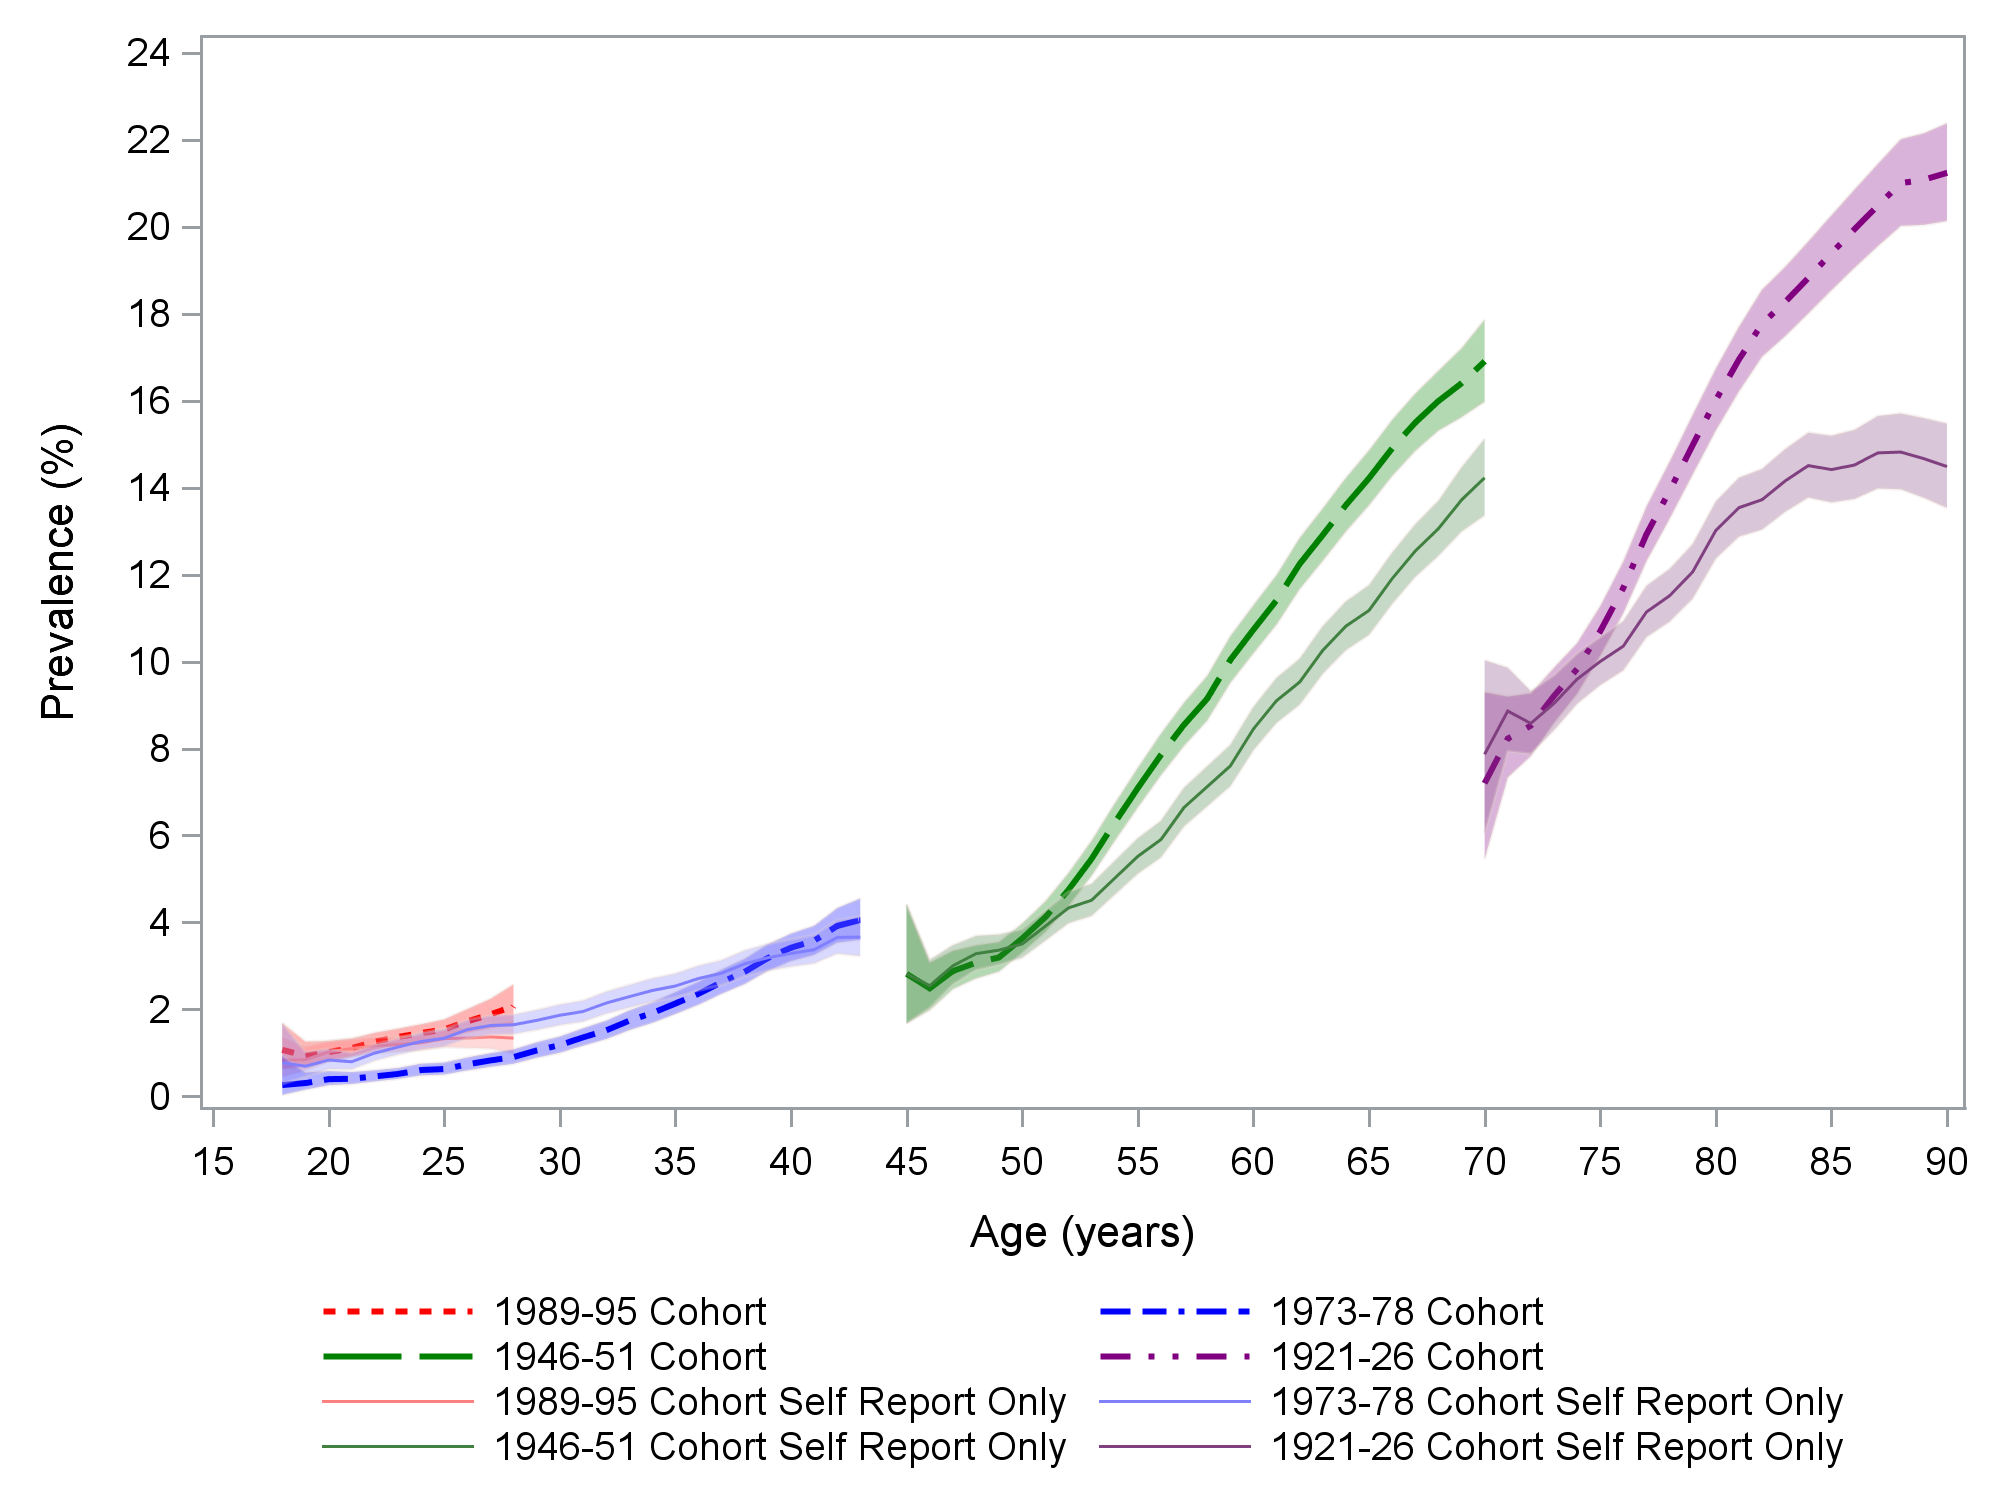 24
22
20
18
16
14
12
10
8
6
4
2
0
Prevalence (%)
15 20 25 30 35 40 45 50 55 60 65 70 75 80 85 90
Age (years)
1989-95 Cohort 1973-78 Cohort
1946-51 Cohort 1921-26 Cohort
1989-95 Cohort Self Report Only 1973-78 Cohort Self Report Only
1946-51 Cohort Self Report Only 1921-26 Cohort Self Report Only